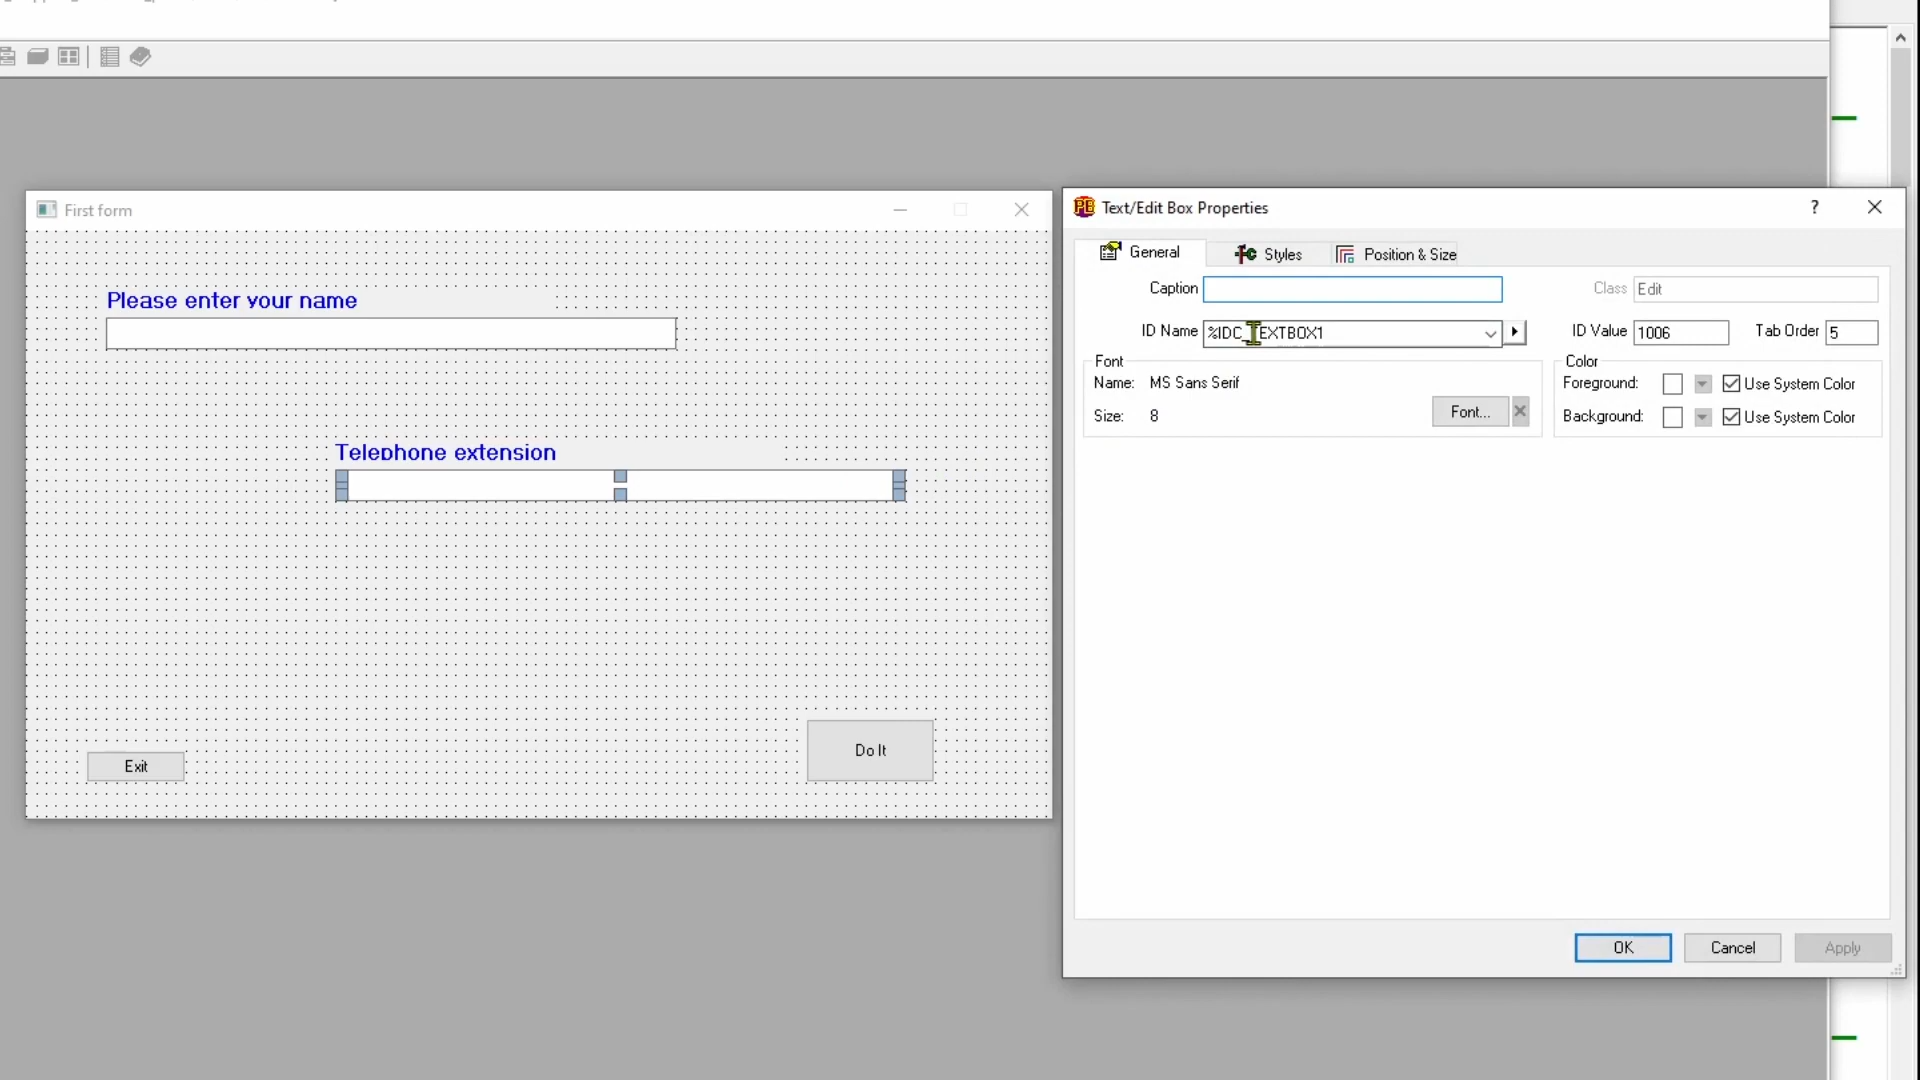 First form
Please enter your name
Telephone extension
Exit
Do It
Text/Edit Box Properties
General
Styles
Position & Size
Caption
Class
Edit
ID Name
%IDC_TEXTBOX1
ID Value
1006
Tab Order
5
Font
Name: MS Sans Serif
Size: 8
Font...
Color
Foreground:
Use System Color
Background:
Use System Color
OK
Cancel
Apply